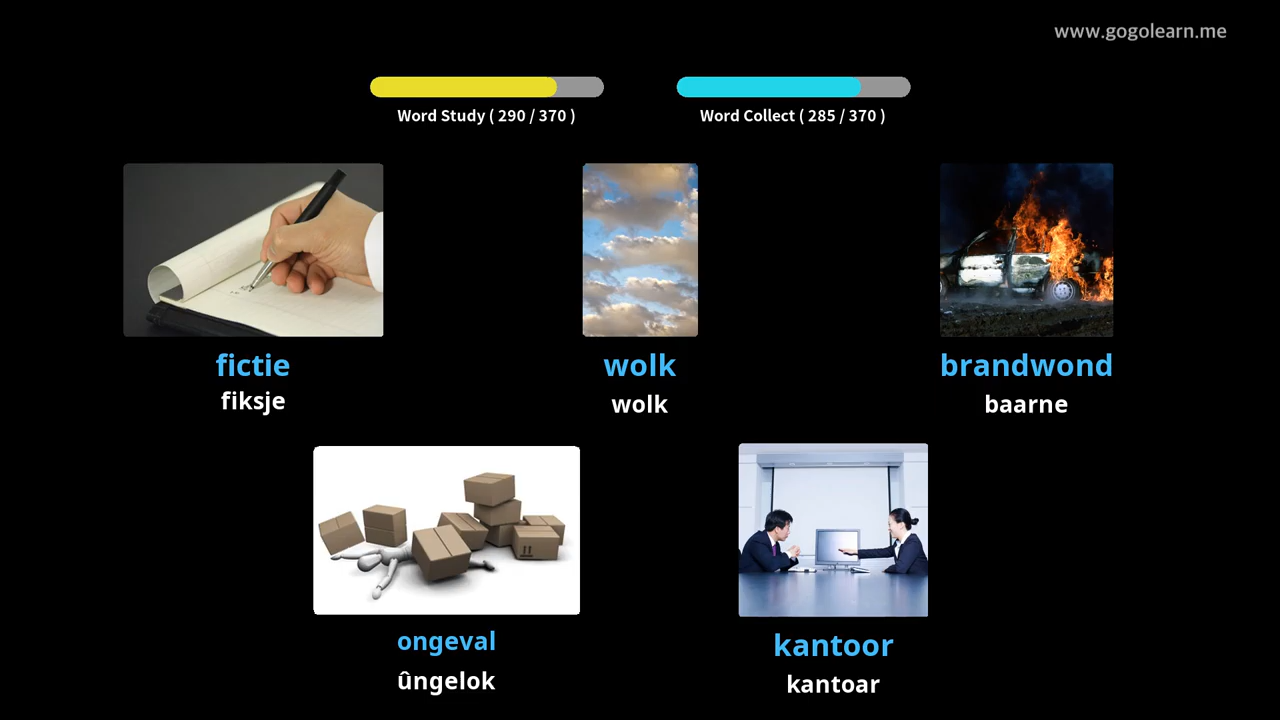 www.gogolearn.me
Word Study ( 290 / 370 )
Word Collect ( 285 / 370 )
fictie
fiksje
wolk
wolk
brandwond
baarne
ongeval
ûngelok
kantoor
kantoar